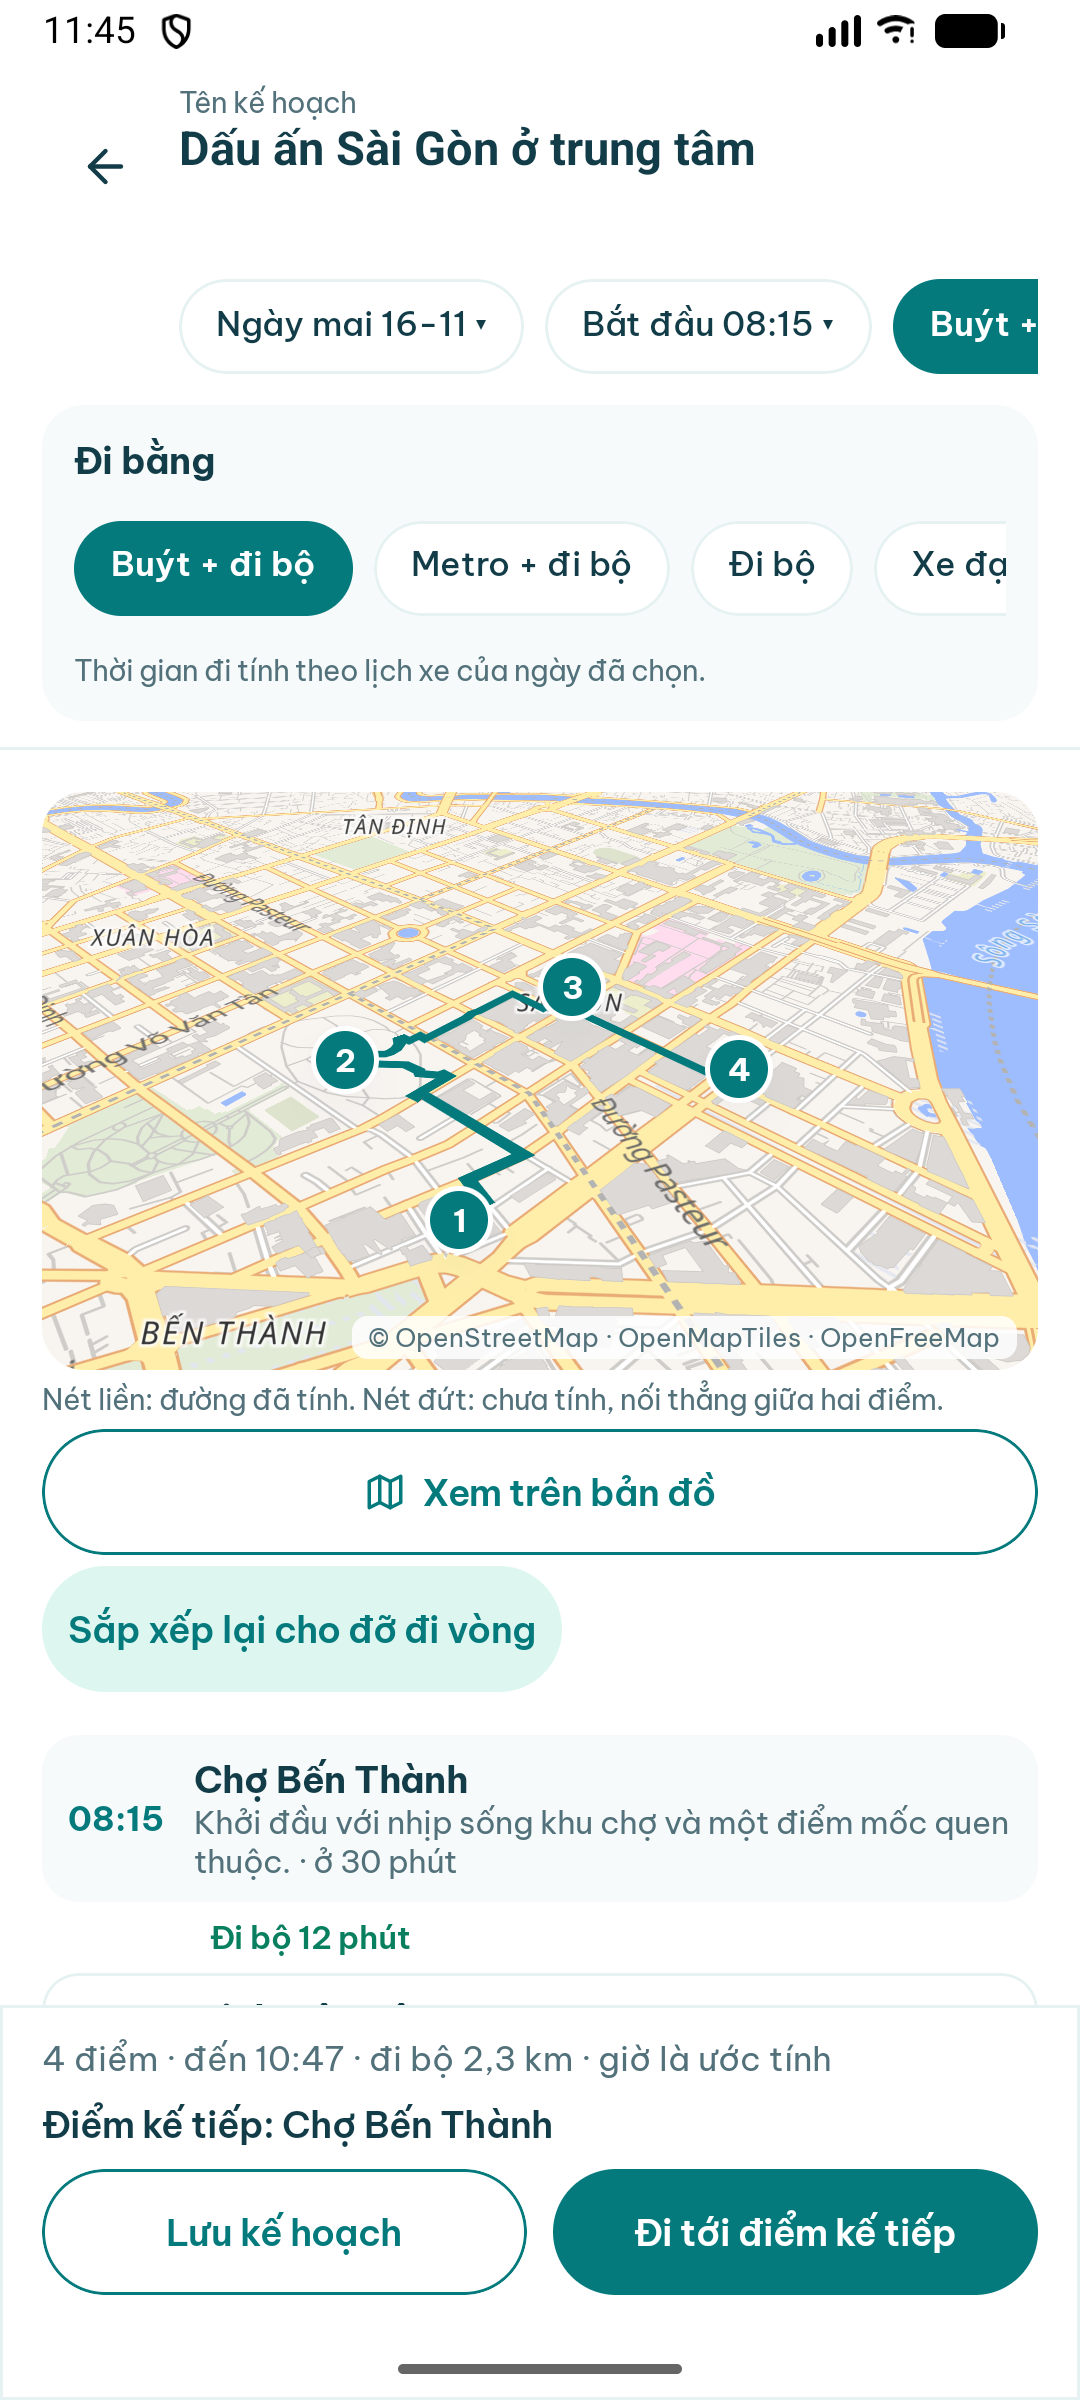 11:45
Tên kế hoạch
Dấu ấn Sài Gòn ở trung tâm
Ngày mai 16-11 ▾
Bắt đầu 08:15 ▾
Buýt +
Đi bằng
Buýt + đi bộ
Metro + đi bộ
Đi bộ
Xe đạ
Thời gian đi tính theo lịch xe của ngày đã chọn.
TÂN ĐỊNH
Đường Pasteur
XUÂN HÒA
ường Võ Văn Tần
Sông Sà
3
2
4
1
Đường Pasteur
BẾN THÀNH
© OpenStreetMap · OpenMapTiles · OpenFreeMap
Nét liền: đường đã tính. Nét đứt: chưa tính, nối thẳng giữa hai điểm.
Xem trên bản đồ
Sắp xếp lại cho đỡ đi vòng
08:15
Chợ Bến Thành
Khởi đầu với nhịp sống khu chợ và một điểm mốc quen
thuộc. · ở 30 phút
Đi bộ 12 phút
4 điểm · đến 10:47 · đi bộ 2,3 km · giờ là ước tính
Điểm kế tiếp: Chợ Bến Thành
Lưu kế hoạch
Đi tới điểm kế tiếp